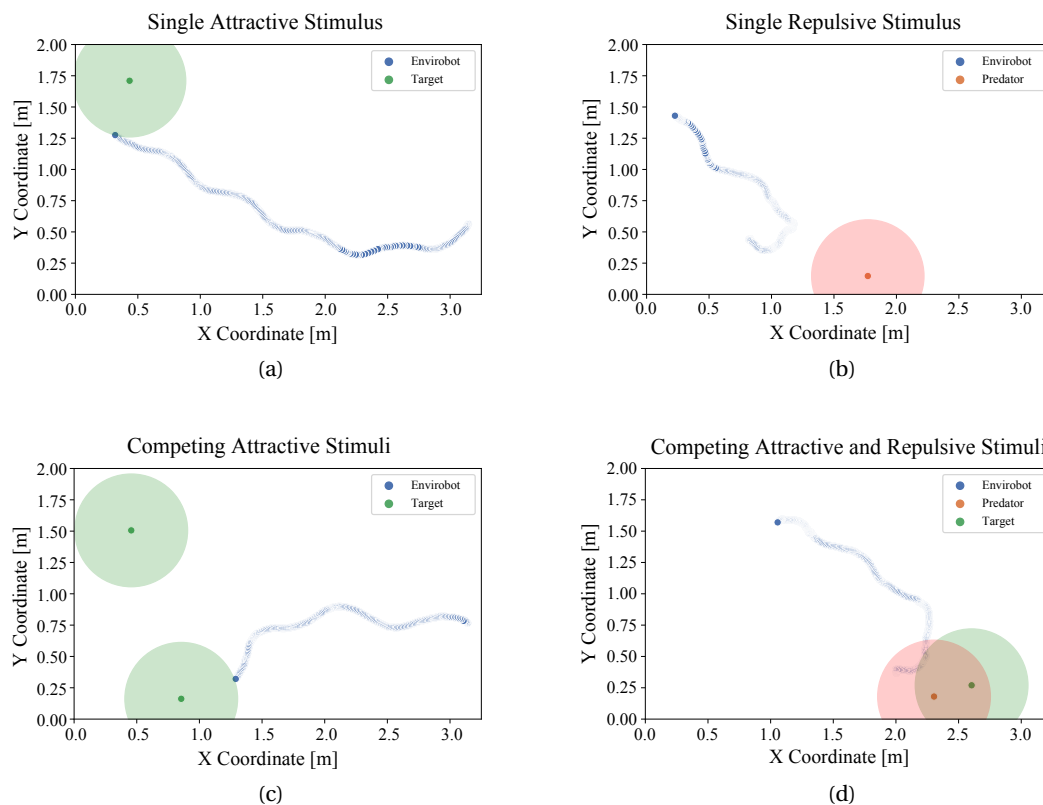 Single Attractive Stimulus
2.00
1.75
1.50
1.25
1.00
0.75
0.50
0.25
0.00
Y Coordinate [m]
Envirobot
Target
0.0 0.5 1.0 1.5 2.0 2.5 3.0
X Coordinate [m]
(a)
Single Repulsive Stimulus
2.00
1.75
1.50
1.25
1.00
0.75
0.50
0.25
0.00
Y Coordinate [m]
Envirobot
Predator
0.0 0.5 1.0 1.5 2.0 2.5 3.0
X Coordinate [m]
(b)
Competing Attractive Stimuli
2.00
1.75
1.50
1.25
1.00
0.75
0.50
0.25
0.00
Y Coordinate [m]
Envirobot
Target
0.0 0.5 1.0 1.5 2.0 2.5 3.0
X Coordinate [m]
(c)
Competing Attractive and Repulsive Stimuli
2.00
1.75
1.50
1.25
1.00
0.75
0.50
0.25
0.00
Y Coordinate [m]
Envirobot
Predator
Target
0.0 0.5 1.0 1.5 2.0 2.5 3.0
X Coordinate [m]
(d)